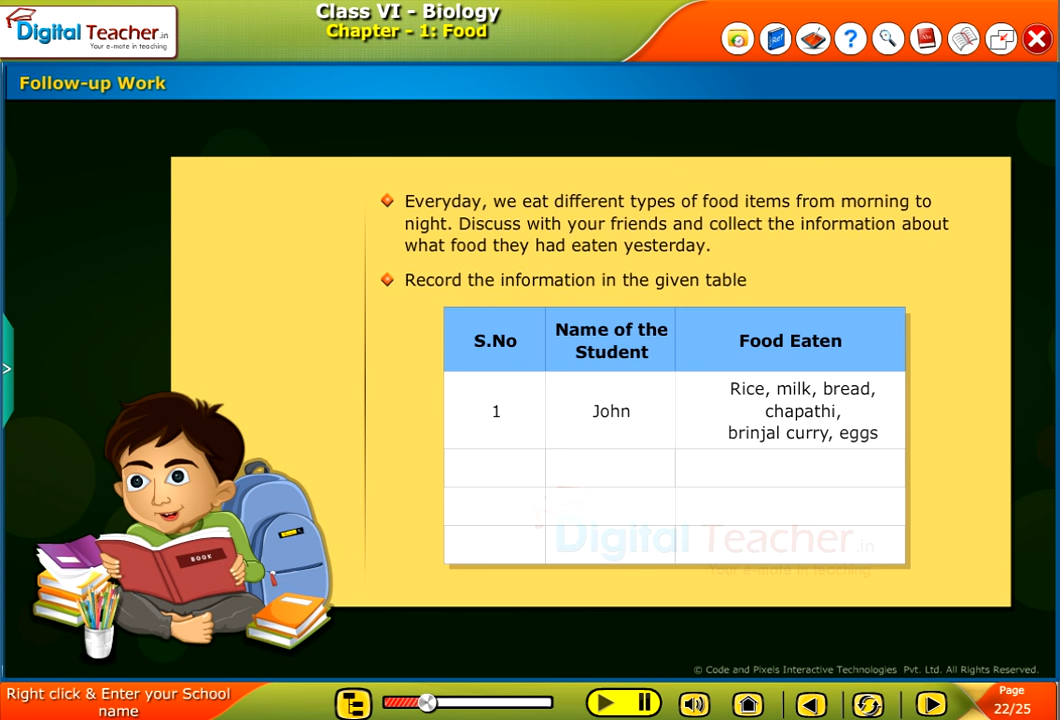 Digital Teacher.in
Your e-mate in teaching
Class VI - Biology
Chapter - 1: Food
Ref
?
Abc
Follow-up Work
Everyday, we eat different types of food items from morning to
night. Discuss with your friends and collect the information about
what food they had eaten yesterday.
Record the information in the given table
S.No
Name of the
Student
Food Eaten
1
John
Rice, milk, bread,
chapathi,
brinjal curry, eggs
Digital Teacher.in
Your e-mate in teaching
BOOK
© Code and Pixels Interactive Technologies Pvt. Ltd. All Rights Reserved.
Right click & Enter your School
name
Page
22/25